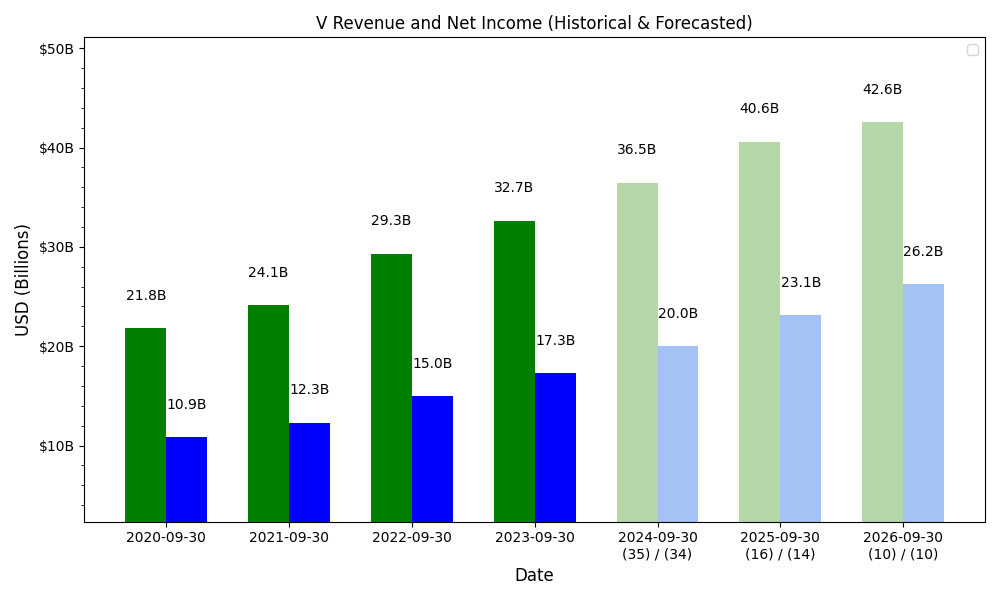 V Revenue and Net Income (Historical & Forecasted)
$50B
$40B
$30B
$20B
$10B
USD (Billions)
21.8B
10.9B
24.1B
12.3B
29.3B
15.0B
32.7B
17.3B
36.5B
20.0B
40.6B
23.1B
42.6B
26.2B
2020-09-30
2021-09-30
2022-09-30
2023-09-30
2024-09-30
(35) / (34)
2025-09-30
(16) / (14)
2026-09-30
(10) / (10)
Date